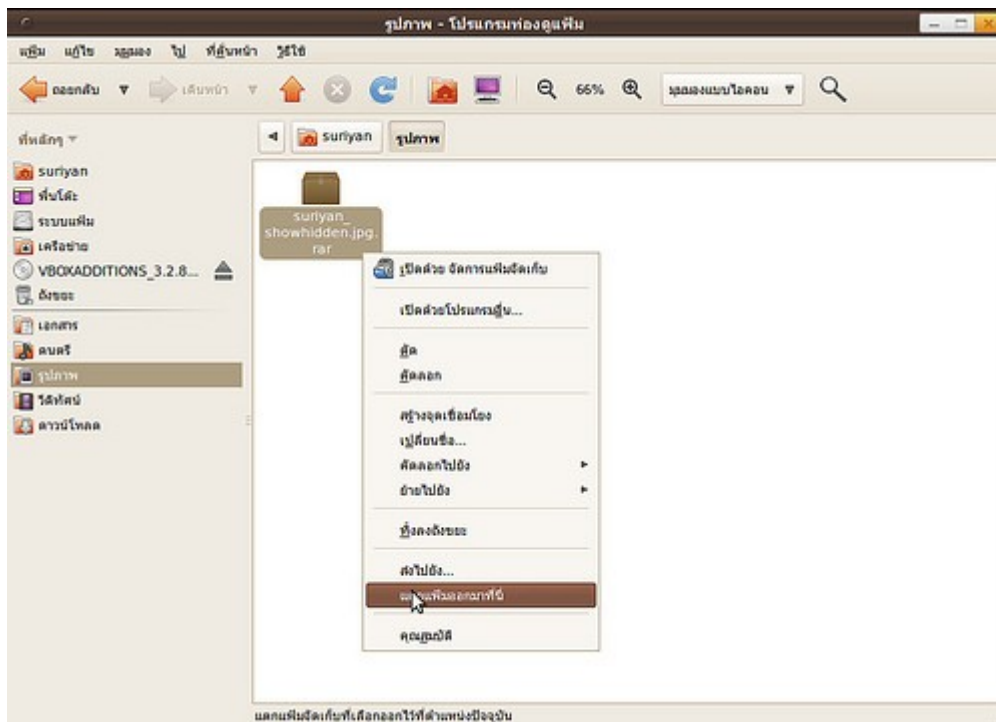 รูปภาพ - โปรแกรมท่องดูแฟ้ม
แฟ้ม แก้ไข มุมมอง ไป ที่คั่นหน้า วิธีใช้
ถอยกลับ เดินหน้า 66% มุมมองแบบไอคอน
ที่หลักๆ
suriyan รูปภาพ
suriyan
พื้นโต๊ะ
ระบบแฟ้ม
เครือข่าย
VBOXADDITIONS_3.2.8...
ถังขยะ
เอกสาร
ดนตรี
รูปภาพ
วีดิทัศน์
ดาวน์โหลด
suriyan_
showhidden.jpg.
rar
เปิดด้วย จัดการแฟ้มจัดเก็บ
เปิดด้วยโปรแกรมอื่น...
ตัด
คัดลอก
สร้างจุดเชื่อมโยง
เปลี่ยนชื่อ...
คัดลอกไปยัง
ย้ายไปยัง
ทิ้งลงถังขยะ
ส่งไปยัง...
แตกแฟ้มออกมาที่นี่
คุณสมบัติ
แตกแฟ้มจัดเก็บที่เลือกออกไว้ที่ตำแหน่งปัจจุบัน